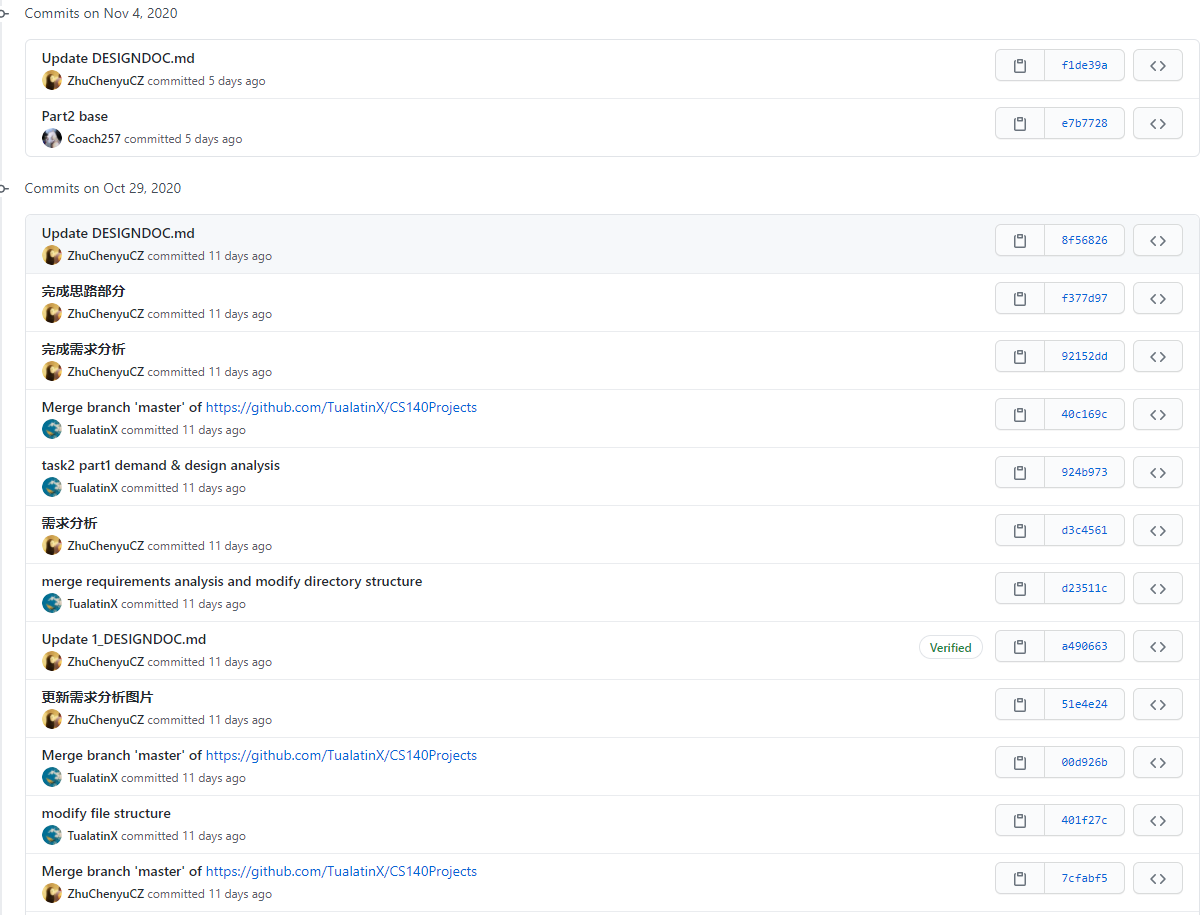 Commits on Nov 4, 2020
Update DESIGNDOC.md
f1de39a
ZhuChenyuCZ committed 5 days ago
Part2 base
e7b7728
Coach257 committed 5 days ago
Commits on Oct 29, 2020
Update DESIGNDOC.md
8f56826
ZhuChenyuCZ committed 11 days ago
完成思路部分
f377d97
ZhuChenyuCZ committed 11 days ago
完成需求分析
92152dd
ZhuChenyuCZ committed 11 days ago
Merge branch 'master' of https://github.com/TualatinX/CS140Projects
40c169c
TualatinX committed 11 days ago
task2 part1 demand & design analysis
924b973
TualatinX committed 11 days ago
需求分析
d3c4561
ZhuChenyuCZ committed 11 days ago
merge requirements analysis and modify directory structure
d23511c
TualatinX committed 11 days ago
Update 1_DESIGNDOC.md
Verified a490663
ZhuChenyuCZ committed 11 days ago
更新需求分析图片
51e4e24
ZhuChenyuCZ committed 11 days ago
Merge branch 'master' of https://github.com/TualatinX/CS140Projects
00d926b
TualatinX committed 11 days ago
modify file structure
401f27c
TualatinX committed 11 days ago
Merge branch 'master' of https://github.com/TualatinX/CS140Projects
7cfabf5
ZhuChenyuCZ committed 11 days ago